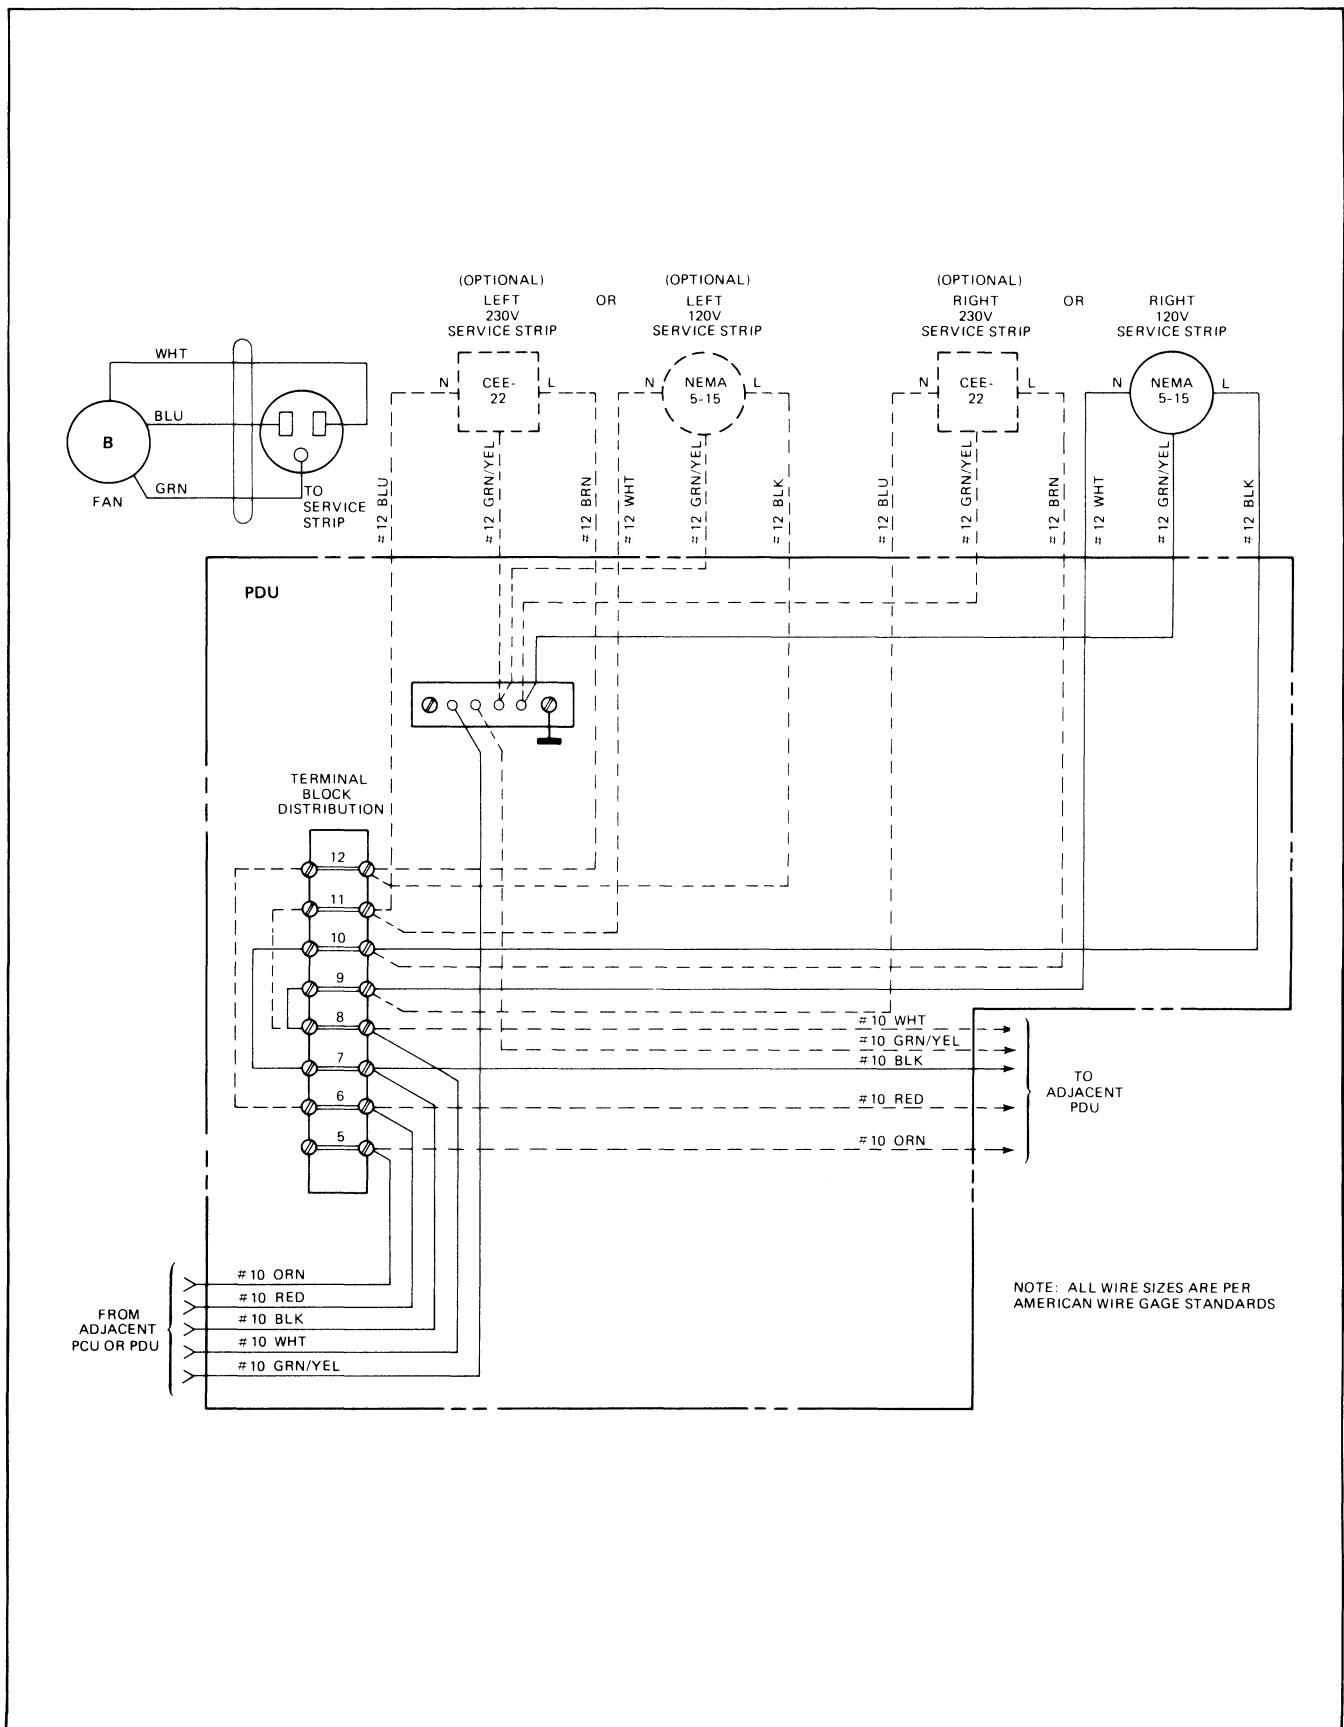 (OPTIONAL)
LEFT
230V
SERVICE STRIP
OR
(OPTIONAL)
LEFT
120V
SERVICE STRIP
(OPTIONAL)
RIGHT
230V
SERVICE STRIP
OR
RIGHT
120V
SERVICE STRIP
WHT
BLU
B
GRN
FAN
TO
SERVICE
STRIP
N
CEE-
22
L
N
NEMA
5-15
L
N
CEE-
22
L
N
NEMA
5-15
L
#12 BLU
#12 GRN/YEL
#12 BRN
#12 WHT
#12 GRN/YEL
#12 BLK
#12 BLU
#12 GRN/YEL
#12 BRN
#12 WHT
#12 GRN/YEL
#12 BLK
PDU
TERMINAL
BLOCK
DISTRIBUTION
12
11
10
9
8
7
6
5
#10 WHT
#10 GRN/YEL
#10 BLK
#10 RED
#10 ORN
TO
ADJACENT
PDU
#10 ORN
#10 RED
#10 BLK
#10 WHT
#10 GRN/YEL
FROM
ADJACENT
PCU OR PDU
NOTE: ALL WIRE SIZES ARE PER
AMERICAN WIRE GAGE STANDARDS